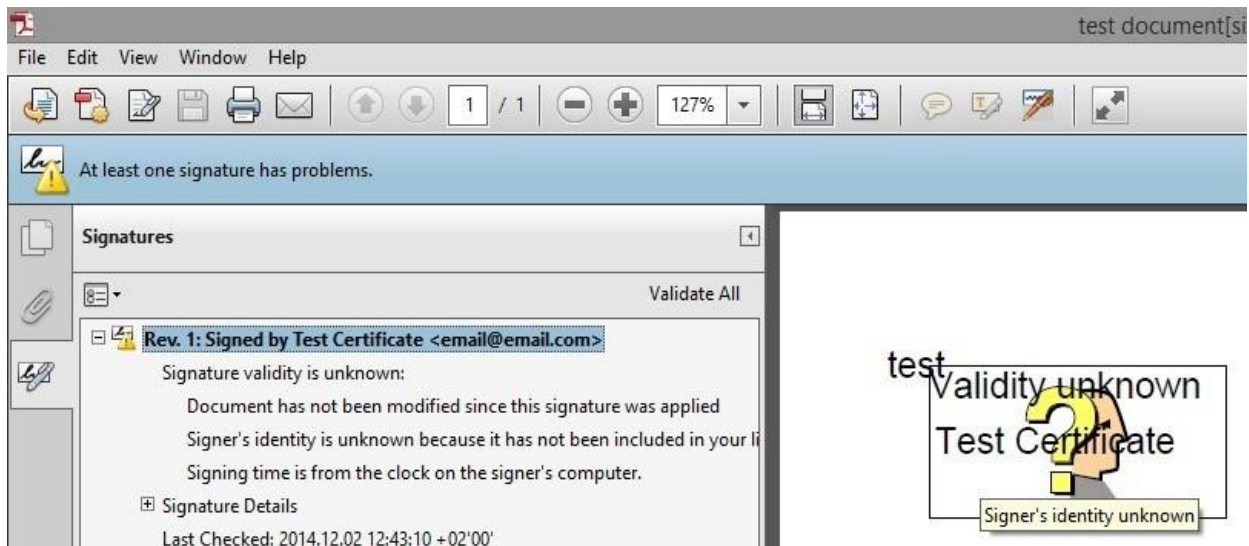 test document[si
File Edit View Window Help
1 / 1 127%
At least one signature has problems.
Signatures
Validate All
Rev. 1: Signed by Test Certificate <email@email.com>
Signature validity is unknown:
Document has not been modified since this signature was applied
Signer's identity is unknown because it has not been included in your li
Signing time is from the clock on the signer's computer.
Signature Details
Last Checked: 2014.12.02 12:43:10 +02'00'
test
Validity unknown
Test Certificate
Signer's identity unknown